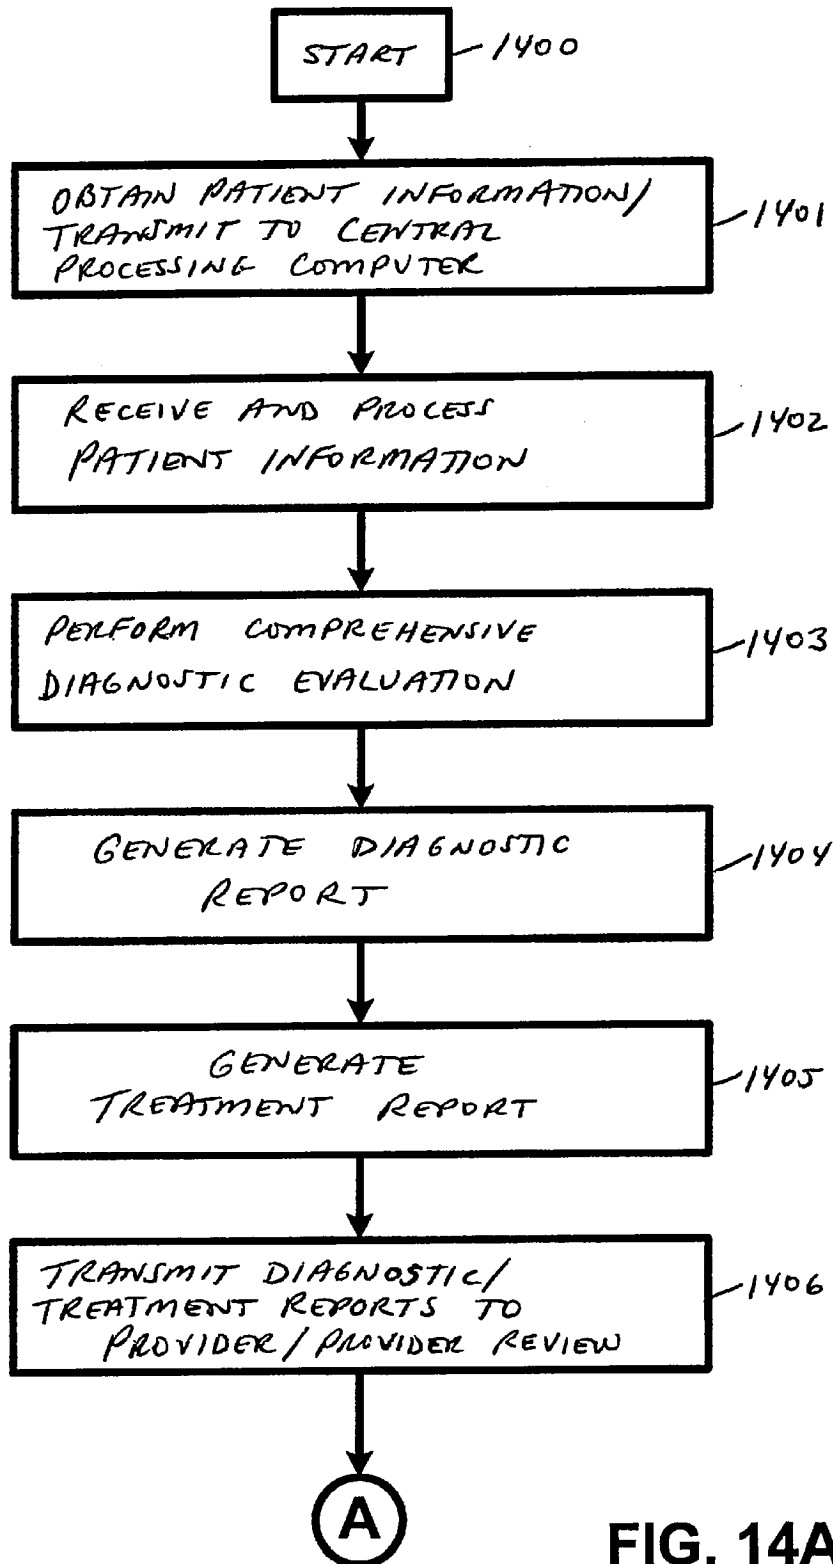 START
1400
OBTAIN PATIENT INFORMATION/
TRANSMIT TO CENTRAL
PROCESSING COMPUTER
1401
RECEIVE AND PROCESS
PATIENT INFORMATION
1402
PERFORM COMPREHENSIVE
DIAGNOSTIC EVALUATION
1403
GENERATE DIAGNOSTIC
REPORT
1404
GENERATE
TREATMENT REPORT
1405
TRANSMIT DIAGNOSTIC/
TREATMENT REPORTS TO
PROVIDER/PROVIDER REVIEW
1406
A
FIG. 14A